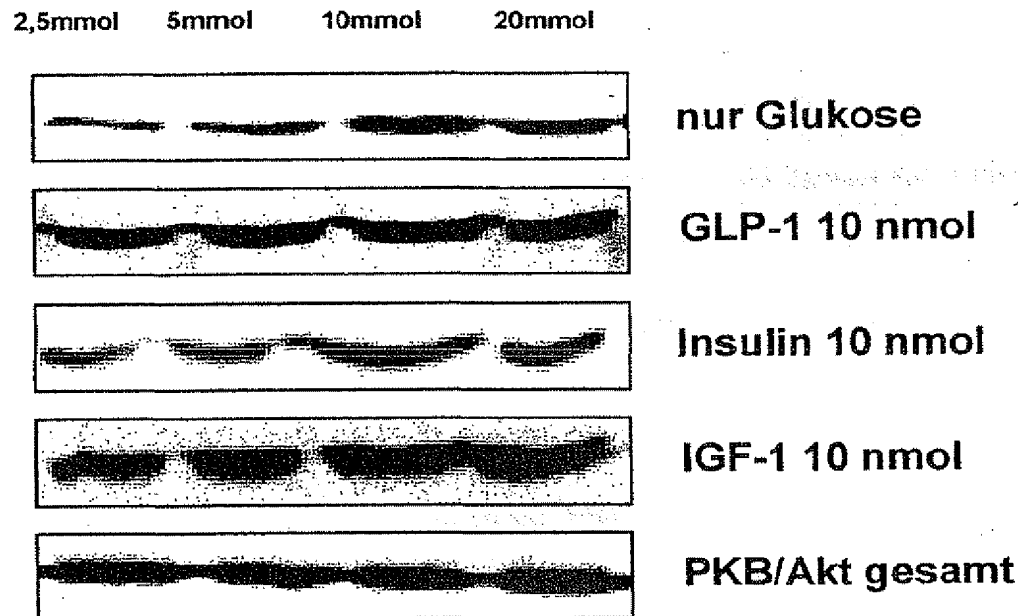 2,5mmol 5mmol 10mmol 20mmol
nur Glukose
GLP-1 10 nmol
Insulin 10 nmol
IGF-1 10 nmol
PKB/Akt gesamt